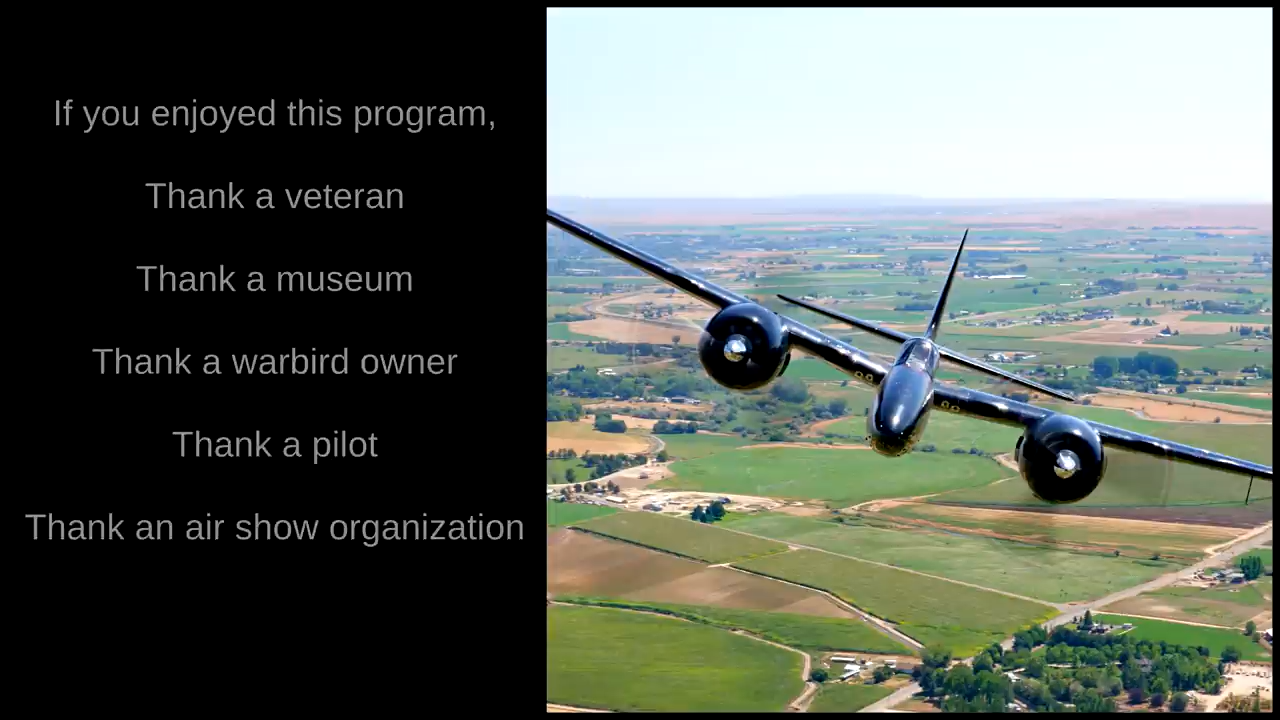 If you enjoyed this program,
Thank a veteran
Thank a museum
Thank a warbird owner
Thank a pilot
Thank an air show organization